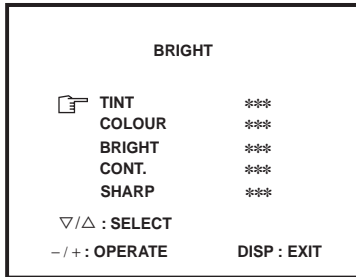 BRIGHT
☞ TINT ***
COLOUR ***
BRIGHT ***
CONT. ***
SHARP ***
▽/△ : SELECT
−/+ : OPERATE DISP : EXIT